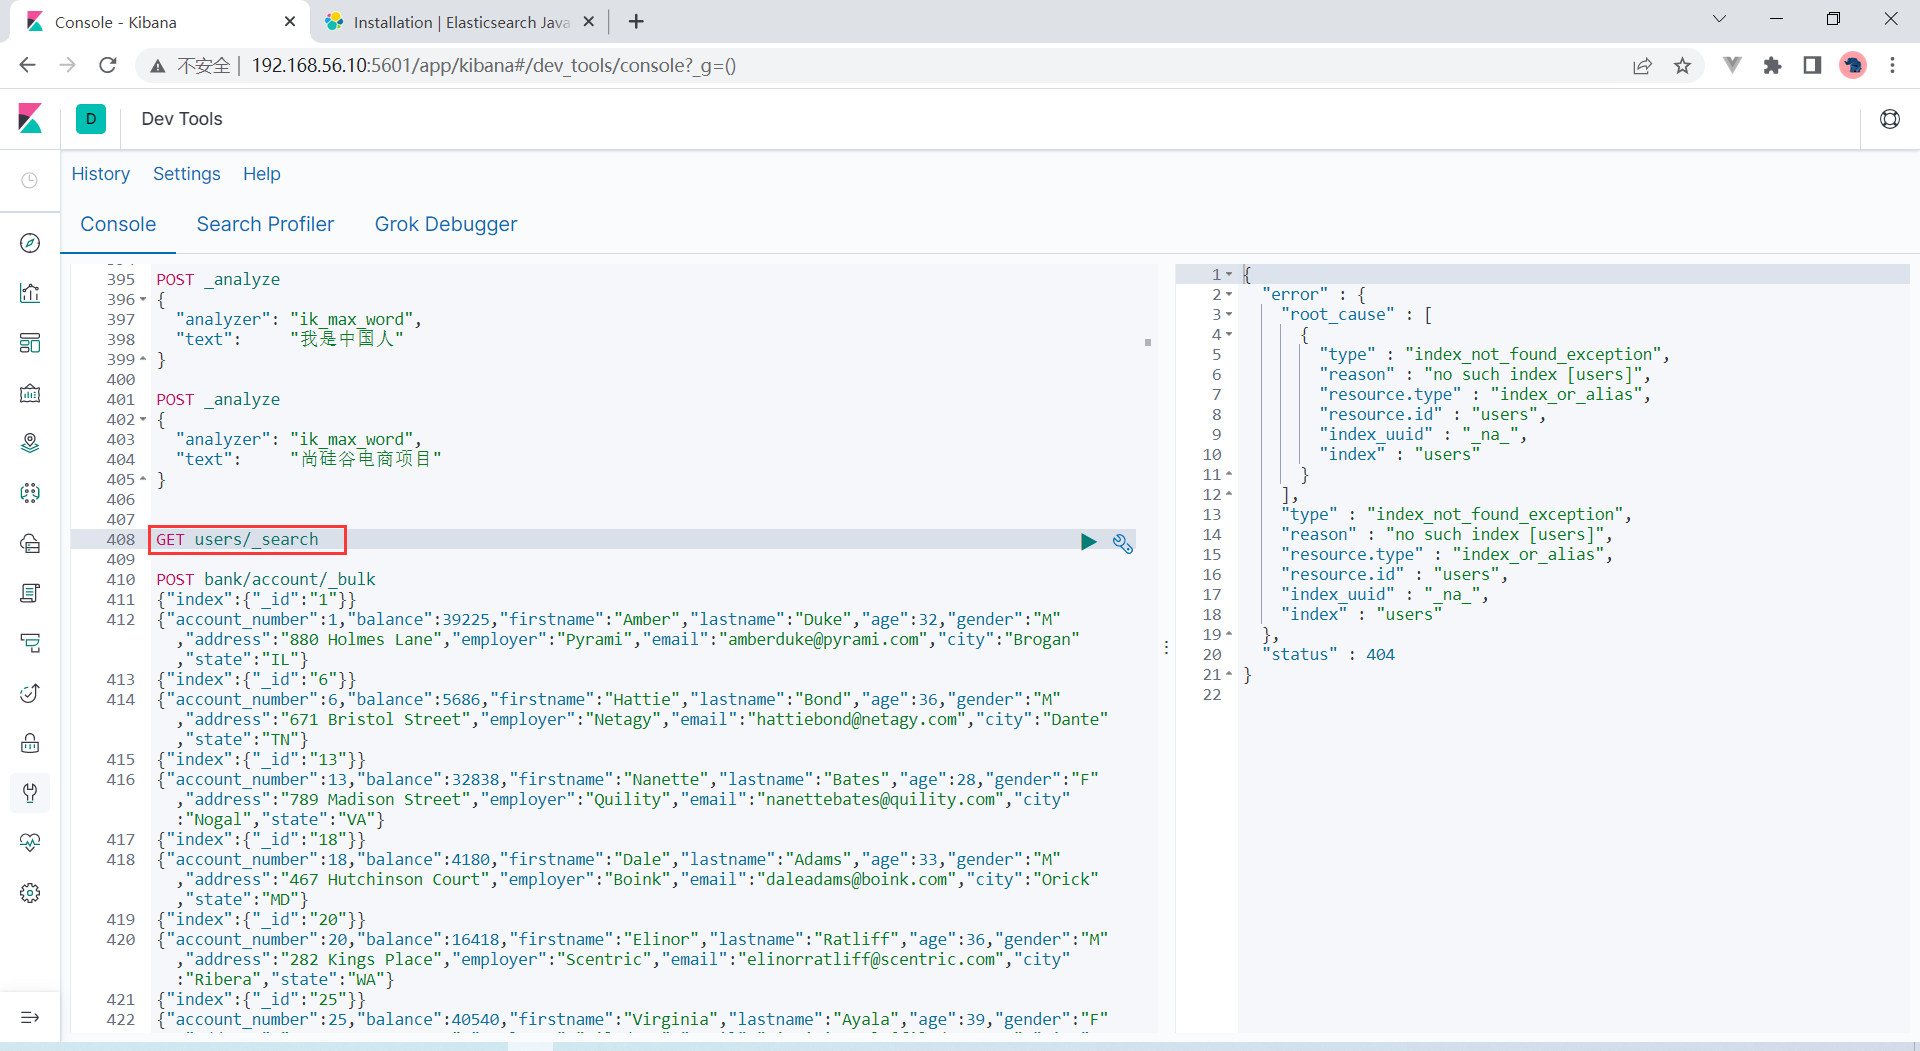 Console - Kibana
Installation | Elasticsearch Java
不安全 | 192.168.56.10:5601/app/kibana#/dev_tools/console?_g=()
D
Dev Tools
History Settings Help
Console Search Profiler Grok Debugger
395 POST _analyze
396 {
397 "analyzer": "ik_max_word",
398 "text": "我是中国人"
399 }
400
401 POST _analyze
402 {
403 "analyzer": "ik_max_word",
404 "text": "尚硅谷电商项目"
405 }
406
407
408 GET users/_search
409
410 POST bank/account/_bulk
411 {"index":{"_id":"1"}}
412 {"account_number":1,"balance":39225,"firstname":"Amber","lastname":"Duke","age":32,"gender":"M"
,"address":"880 Holmes Lane","employer":"Pyrami","email":"amberduke@pyrami.com","city":"Brogan"
,"state":"IL"}
413 {"index":{"_id":"6"}}
414 {"account_number":6,"balance":5686,"firstname":"Hattie","lastname":"Bond","age":36,"gender":"M"
,"address":"671 Bristol Street","employer":"Netagy","email":"hattiebond@netagy.com","city":"Dante"
,"state":"TN"}
415 {"index":{"_id":"13"}}
416 {"account_number":13,"balance":32838,"firstname":"Nanette","lastname":"Bates","age":28,"gender":"F"
,"address":"789 Madison Street","employer":"Quility","email":"nanettebates@quility.com","city"
:"Nogal","state":"VA"}
417 {"index":{"_id":"18"}}
418 {"account_number":18,"balance":4180,"firstname":"Dale","lastname":"Adams","age":33,"gender":"M"
,"address":"467 Hutchinson Court","employer":"Boink","email":"daleadams@boink.com","city":"Orick"
,"state":"MD"}
419 {"index":{"_id":"20"}}
420 {"account_number":20,"balance":16418,"firstname":"Elinor","lastname":"Ratliff","age":36,"gender":"M"
,"address":"282 Kings Place","employer":"Scentric","email":"elinorratliff@scentric.com","city"
:"Ribera","state":"WA"}
421 {"index":{"_id":"25"}}
422 {"account_number":25,"balance":40540,"firstname":"Virginia","lastname":"Ayala","age":39,"gender":"F"
1 {
2 "error" : {
3 "root_cause" : [
4 {
5 "type" : "index_not_found_exception",
6 "reason" : "no such index [users]",
7 "resource.type" : "index_or_alias",
8 "resource.id" : "users",
9 "index_uuid" : "_na_",
10 "index" : "users"
11 }
12 ],
13 "type" : "index_not_found_exception",
14 "reason" : "no such index [users]",
15 "resource.type" : "index_or_alias",
16 "resource.id" : "users",
17 "index_uuid" : "_na_",
18 "index" : "users"
19 },
20 "status" : 404
21 }
22